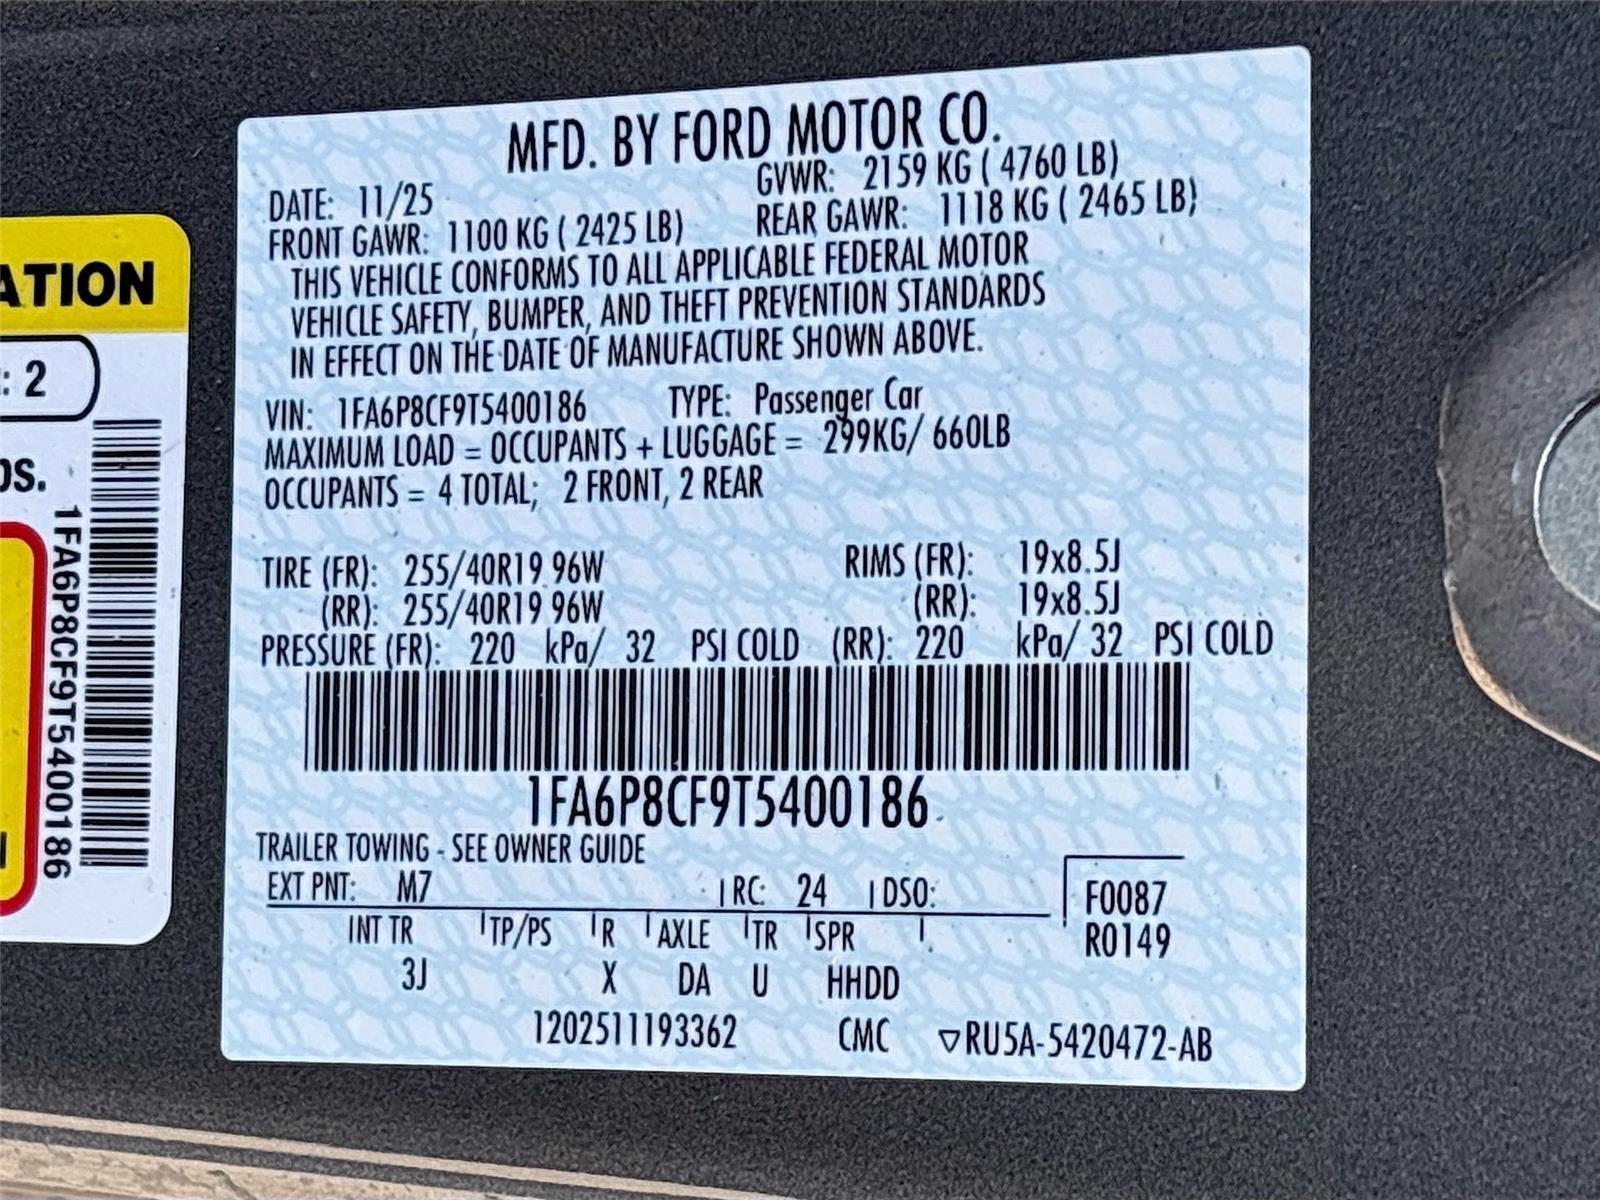 MFD. BY FORD MOTOR CO.
DATE: 11/25
GVWR: 2159 KG ( 4760 LB)
FRONT GAWR: 1100 KG ( 2425 LB)
REAR GAWR: 1118 KG ( 2465 LB)
THIS VEHICLE CONFORMS TO ALL APPLICABLE FEDERAL MOTOR
VEHICLE SAFETY, BUMPER, AND THEFT PREVENTION STANDARDS
IN EFFECT ON THE DATE OF MANUFACTURE SHOWN ABOVE.
VIN: 1FA6P8CF9T5400186 TYPE: Passenger Car
MAXIMUM LOAD = OCCUPANTS + LUGGAGE = 299KG/ 660LB
OCCUPANTS = 4 TOTAL; 2 FRONT, 2 REAR
TIRE (FR): 255/40R19 96W RIMS (FR): 19x8.5J
(RR): 255/40R19 96W (RR): 19x8.5J
PRESSURE (FR): 220 kPa/ 32 PSI COLD (RR): 220 kPa/ 32 PSI COLD
1FA6P8CF9T5400186
TRAILER TOWING - SEE OWNER GUIDE
EXT PNT: M7 RC: 24 DSO:
F0087
R0149
INT TR TP/PS R AXLE TR SPR
3J X DA U HHDD
1202511193362 CMC ▽RU5A-5420472-AB
ATION
: 2
os.
1FA6P8CF9T5400186